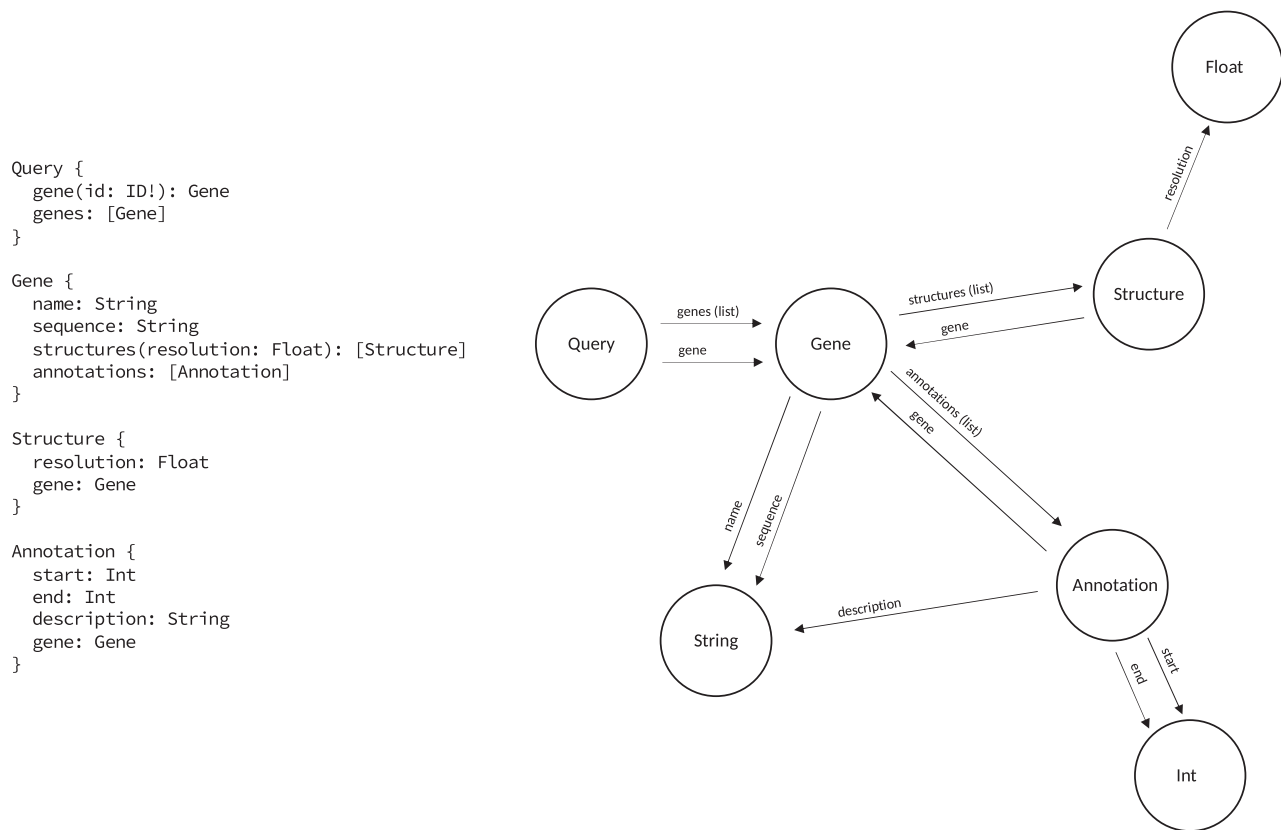 Query {
  gene(id: ID!): Gene
  genes: [Gene]
}
Gene {
  name: String
  sequence: String
  structures(resolution: Float): [Structure]
  annotations: [Annotation]
}
Structure {
  resolution: Float
  gene: Gene
}
Annotation {
  start: Int
  end: Int
  description: String
  gene: Gene
}
Float
resolution
Structure
structures (list)
gene
Query
genes (list)
gene
Gene
annotations (list)
gene
name
sequence
Annotation
description
String
end
start
Int